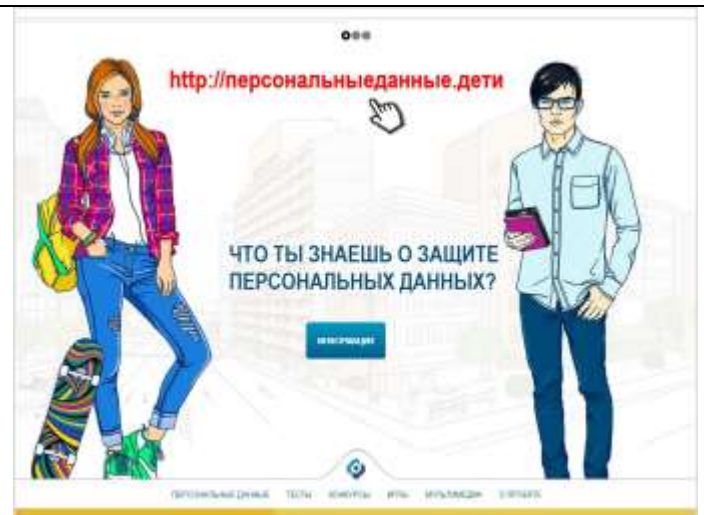 http://персональныеданные.дети
ЧТО ТЫ ЗНАЕШЬ О ЗАЩИТЕ
ПЕРСОНАЛЬНЫХ ДАННЫХ?
ИНФОРМАЦИЯ
ПЕРСОНАЛЬНЫЕ ДАННЫЕ ТЕСТЫ КОНКУРСЫ ИГРЫ МУЛЬТИМЕДИА О ПРОЕКТЕ